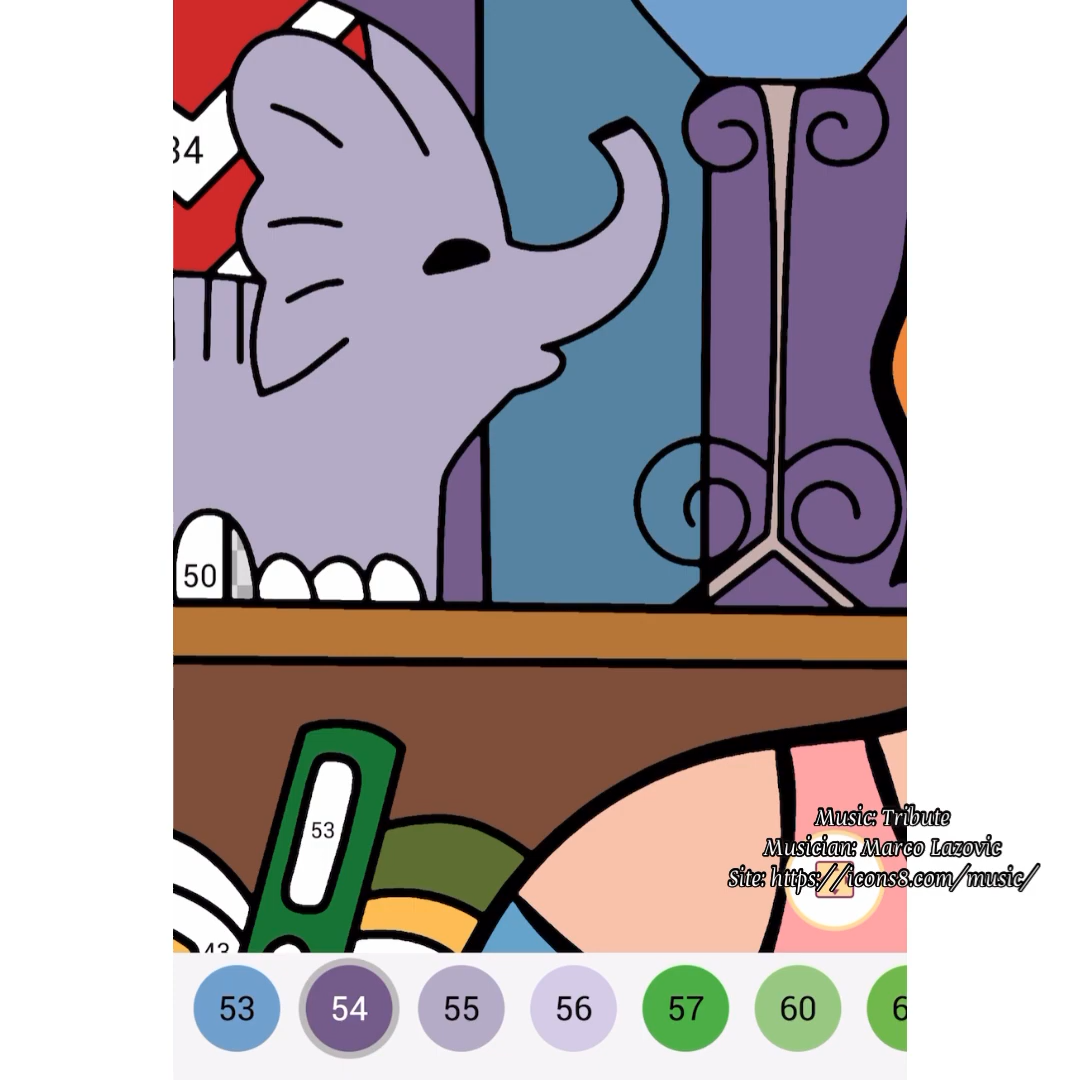 34
50
53
Music: Tribute
Musician: Marco Lazovic
Site: https://icons8.com/music/
43
53 54 55 56 57 60